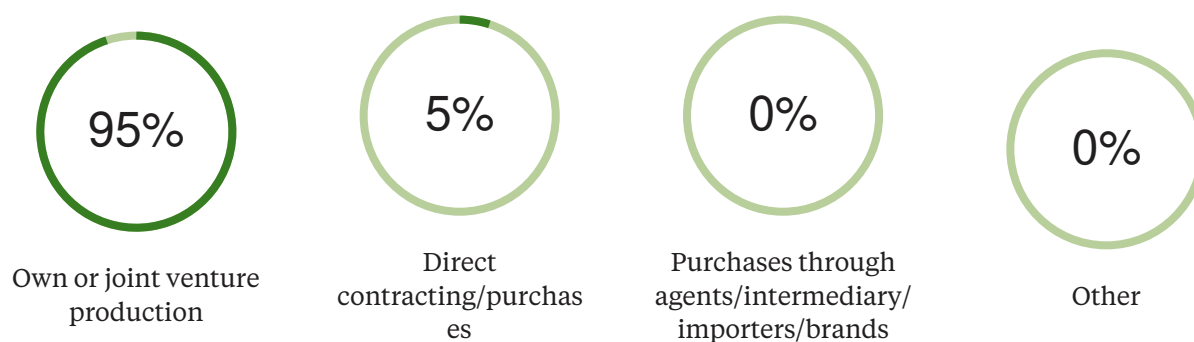 95%
Own or joint venture
production
5%
Direct
contracting/purchas
es
0%
Purchases through
agents/intermediary/
importers/brands
0%
Other